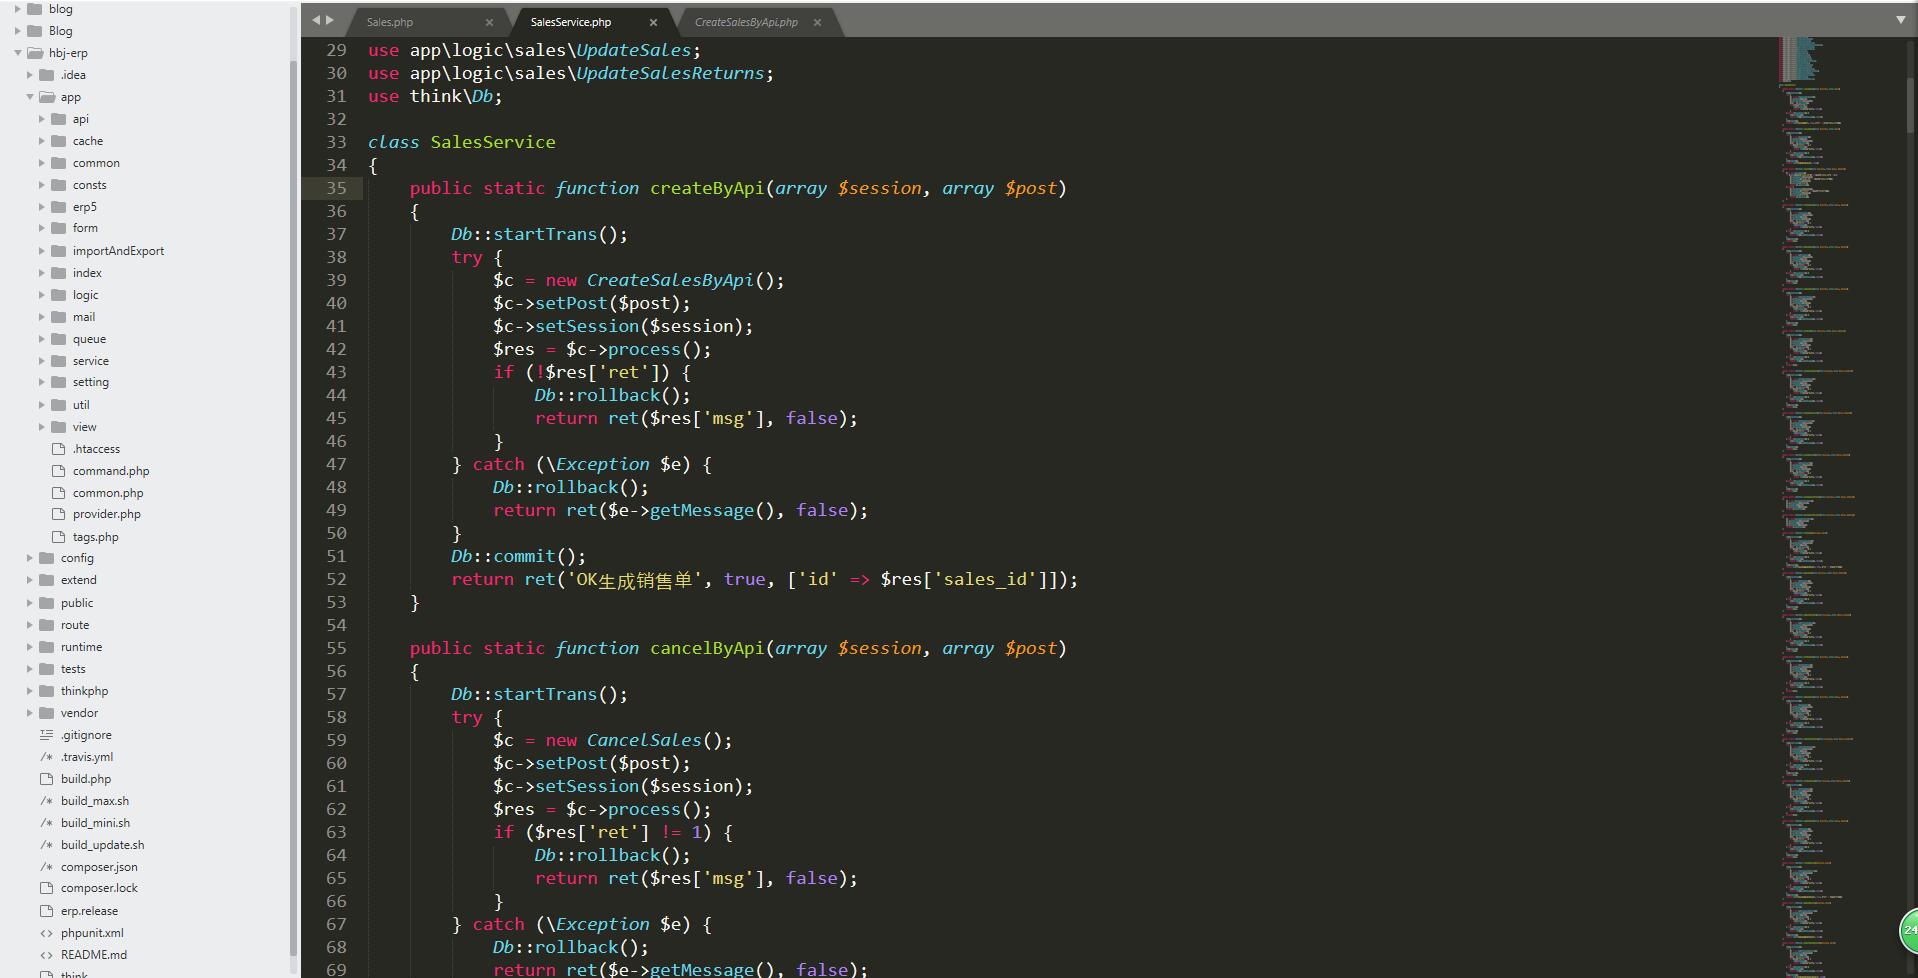 blog
Blog
hbj-erp
.idea
app
api
cache
common
consts
erp5
form
importAndExport
index
logic
mail
queue
service
setting
util
view
.htaccess
command.php
common.php
provider.php
tags.php
config
extend
public
route
runtime
tests
thinkphp
vendor
.gitignore
.travis.yml
build.php
build_max.sh
build_mini.sh
build_update.sh
composer.json
composer.lock
erp.release
phpunit.xml
README.md
think
Sales.php
SalesService.php
CreateSalesByApi.php
29 use app\logic\sales\UpdateSales;
30 use app\logic\sales\UpdateSalesReturns;
31 use think\Db;
32
33 class SalesService
34 {
35 public static function createByApi(array $session, array $post)
36 {
37 Db::startTrans();
38 try {
39 $c = new CreateSalesByApi();
40 $c->setPost($post);
41 $c->setSession($session);
42 $res = $c->process();
43 if (!$res['ret']) {
44 Db::rollback();
45 return ret($res['msg'], false);
46 }
47 } catch (\Exception $e) {
48 Db::rollback();
49 return ret($e->getMessage(), false);
50 }
51 Db::commit();
52 return ret('OK生成销售单', true, ['id' => $res['sales_id']]);
53 }
54
55 public static function cancelByApi(array $session, array $post)
56 {
57 Db::startTrans();
58 try {
59 $c = new CancelSales();
60 $c->setPost($post);
61 $c->setSession($session);
62 $res = $c->process();
63 if ($res['ret'] != 1) {
64 Db::rollback();
65 return ret($res['msg'], false);
66 }
67 } catch (\Exception $e) {
68 Db::rollback();
69 return ret($e->getMessage(), false);
24